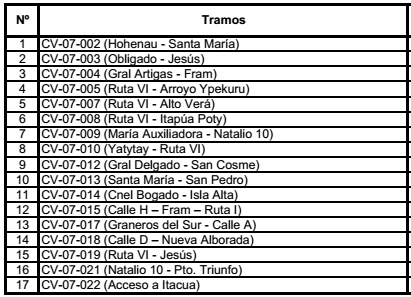 Nº Tramos
1 CV-07-002 (Hohenau - Santa María)
2 CV-07-003 (Obligado - Jesús)
3 CV-07-004 (Gral Artigas - Fram)
4 CV-07-005 (Ruta VI - Arroyo Ypekuru)
5 CV-07-007 (Ruta VI - Alto Verá)
6 CV-07-008 (Ruta VI - Itapúa Poty)
7 CV-07-009 (María Auxiliadora - Natalio 10)
8 CV-07-010 (Yatytay - Ruta VI)
9 CV-07-012 (Gral Delgado - San Cosme)
10 CV-07-013 (Santa María - San Pedro)
11 CV-07-014 (Cnel Bogado - Isla Alta)
12 CV-07-015 (Calle H – Fram – Ruta I)
13 CV-07-017 (Graneros del Sur - Calle A)
14 CV-07-018 (Calle D – Nueva Alborada)
15 CV-07-019 (Ruta VI - Jesús)
16 CV-07-021 (Natalio 10 - Pto. Triunfo)
17 CV-07-022 (Acceso a Itacua)